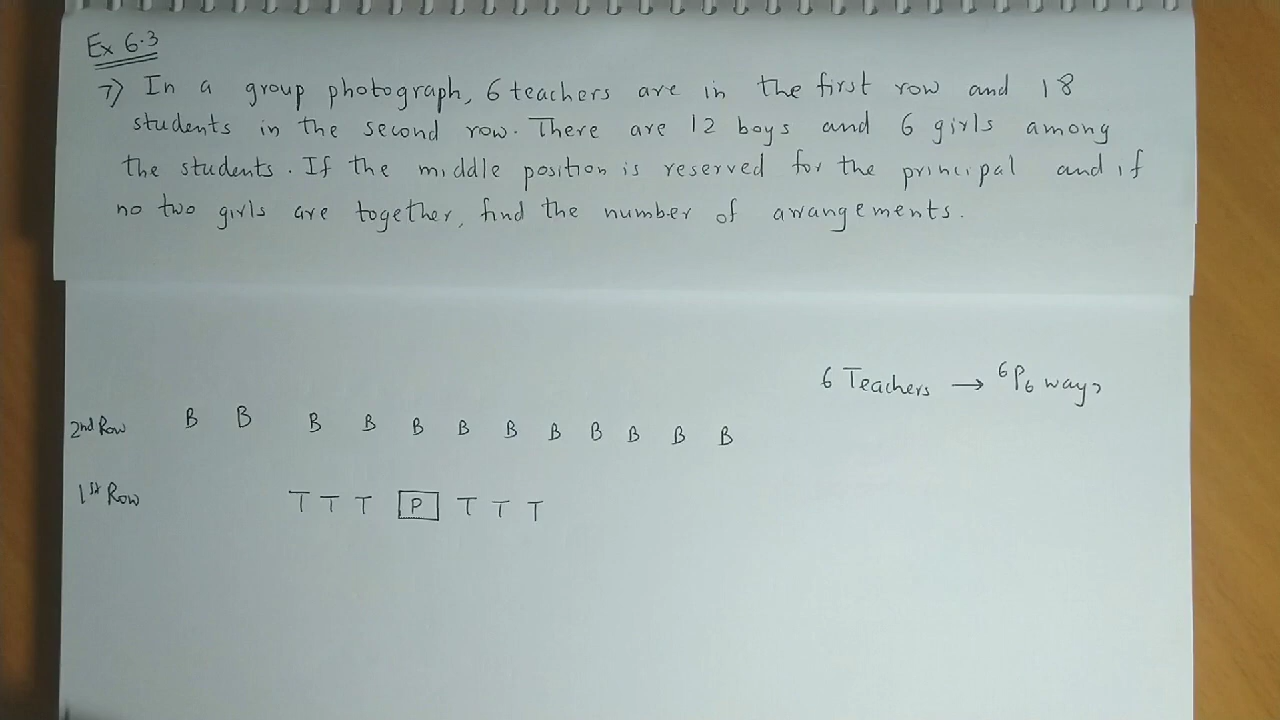 Ex 6.3
7) In a group photograph, 6 teachers are in the first row and 18
students in the second row. There are 12 boys and 6 girls among
the students. If the middle position is reserved for the principal and if
no two girls are together, find the number of arrangements.
6 Teachers → ⁶P₆ ways
2nd Row B B B B B B B B B B B B
1st Row T T T P T T T